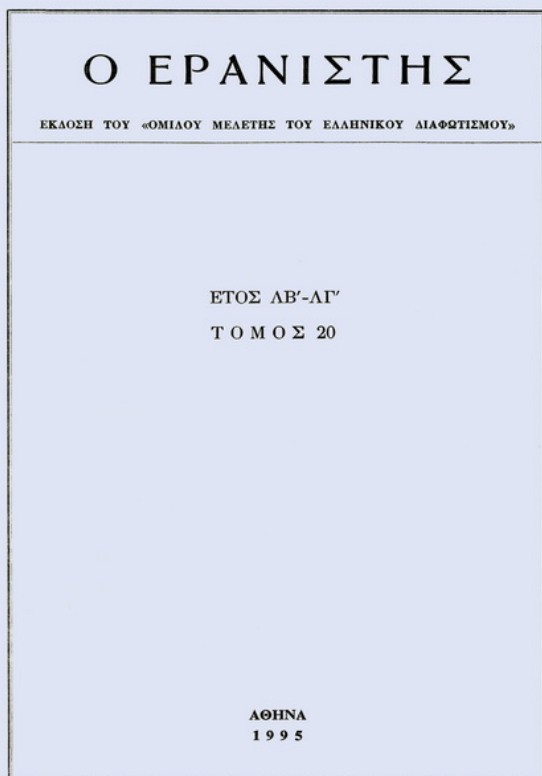 Ο ΕΡΑΝΙΣΤΗΣ
ΕΚΔΟΣΗ ΤΟΥ «ΟΜΙΛΟΥ ΜΕΛΕΤΗΣ ΤΟΥ ΕΛΛΗΝΙΚΟΥ ΔΙΑΦΩΤΙΣΜΟΥ»
ΕΤΟΣ ΛΒ′-ΛΓ′
ΤΟΜΟΣ 20
ΑΘΗΝΑ
1995